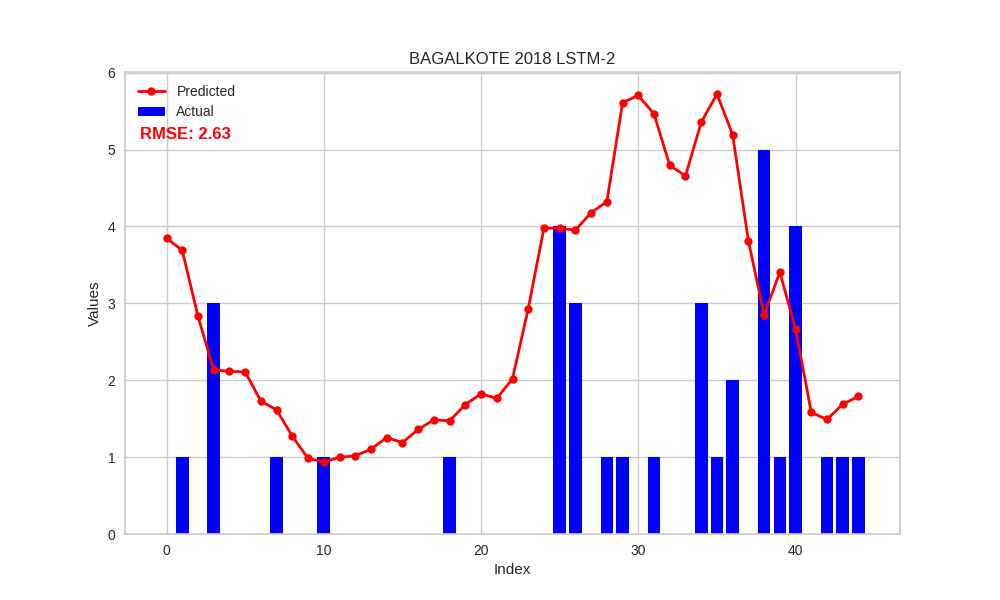 BAGALKOTE 2018 LSTM-2
Predicted
Actual
RMSE: 2.63
6
5
4
3
2
1
0
Values
0 10 20 30 40
Index